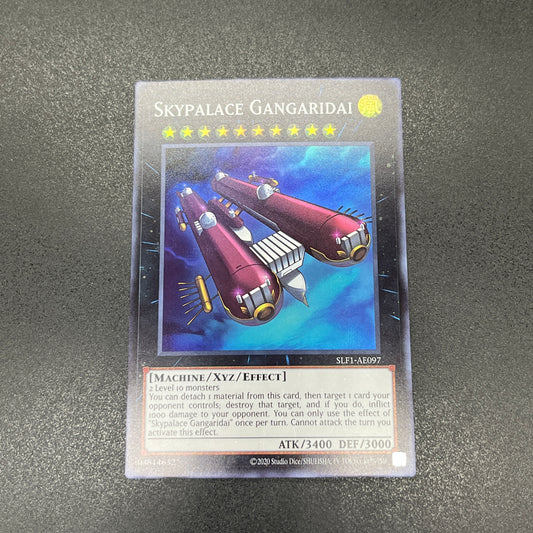 SKYPALACE GANGARIDAI
SLF1-AE097
[MACHINE/XYZ/EFFECT]
2 Level 10 monsters
You can detach 1 material from this card, then target 1 card your
opponent controls; destroy that target, and if you do, inflict
1000 damage to your opponent. You can only use the effect of
"Skypalace Gangaridai" once per turn. Cannot attack the turn you
activate this effect.
ATK/3400 DEF/3000
©2020 Studio Dice/SHUEISHA, TV TOKYO, KONAMI